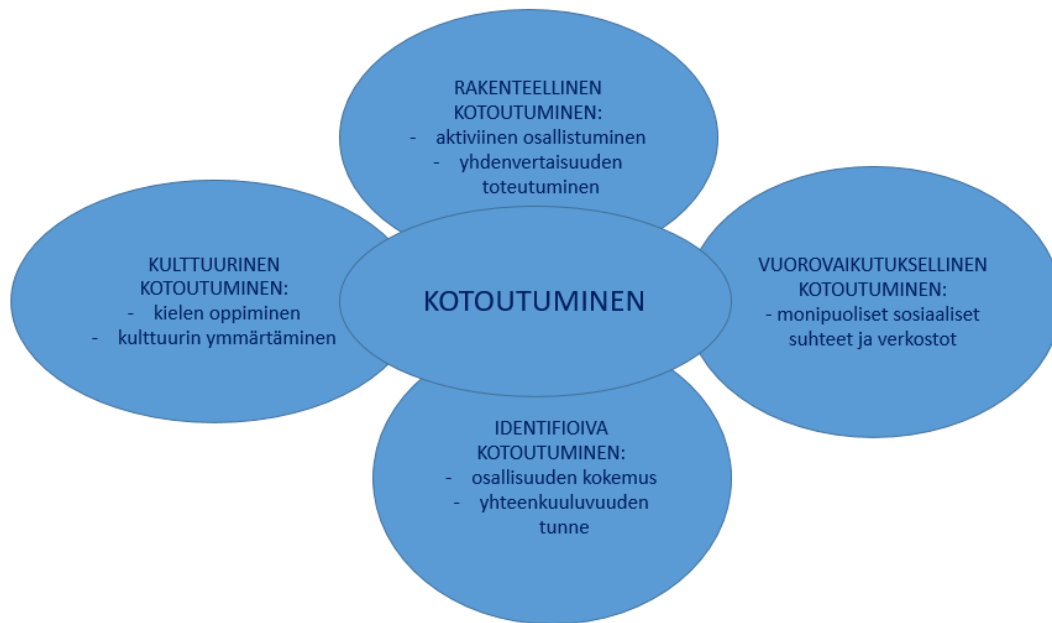 RAKENTEELLINEN
KOTOUTUMINEN:
- aktiivinen osallistuminen
- yhdenvertaisuuden
toteutuminen
KULTTUURINEN
KOTOUTUMINEN:
- kielen oppiminen
- kulttuurin ymmärtäminen
KOTOUTUMINEN
VUOROVAIKUTUKSELLINEN
KOTOUTUMINEN:
- monipuoliset sosiaaliset
suhteet ja verkostot
IDENTIFIOIVA
KOTOUTUMINEN:
- osallisuuden kokemus
- yhteenkuuluvuuden
tunne